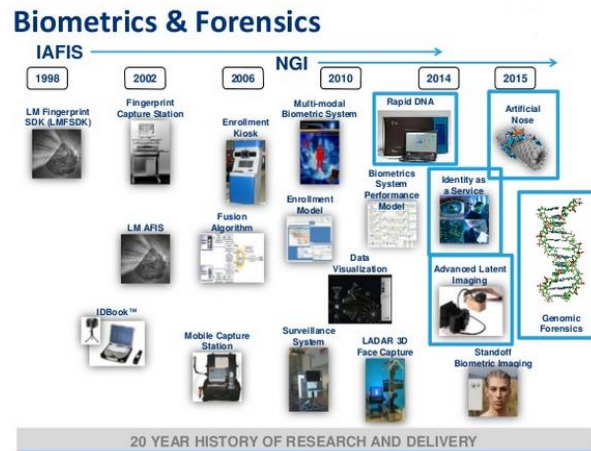 Biometrics & Forensics
IAFIS
NGI
1998
2002
2006
2010
2014
2015
LM Fingerprint
SDK (LMFSDK)
Fingerprint
Capture Station
Enrollment
Kiosk
Multi-modal
Biometric System
Rapid DNA
Artificial
Nose
LM AFIS
Fusion
Algorithm
Enrollment
Model
Biometrics
System
Performance
Model
Identity as
a Service
Data
Visualization
Advanced Latent
Imaging
Genomic
Forensics
IDBook™
Mobile Capture
Station
Surveillance
System
LADAR 3D
Face Capture
Standoff
Biometric Imaging
20 YEAR HISTORY OF RESEARCH AND DELIVERY